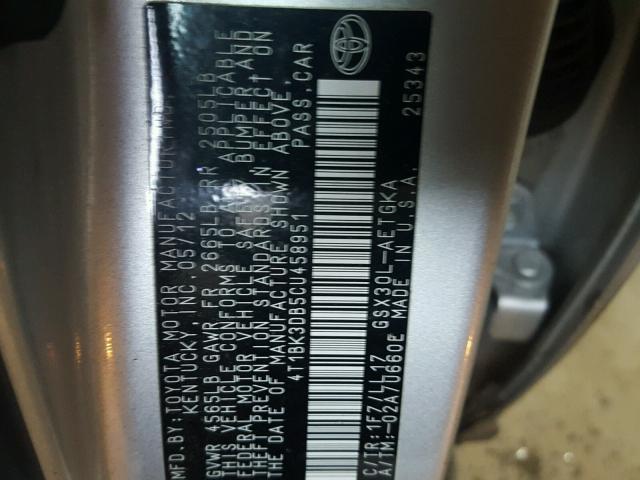 MFD. BY: TOYOTA MOTOR MANUFACTURING,
KENTUCKY, INC. 05/12
GVWR 4565LB GAWR FR 2665LB RR 2505LB
THIS VEHICLE CONFORMS TO ALL APPLICABLE
FEDERAL MOTOR VEHICLE SAFETY, BUMPER, AND
THEFT PREVENTION STANDARDS IN EFFECT ON
THE DATE OF MANUFACTURE SHOWN ABOVE.
4T1BK3DB5CU458951 PASS. CAR
C/TR: 1F7/LL17 GSX30L-AETGKA
A/TM: -02A/U660E MADE IN U.S.A. 25343